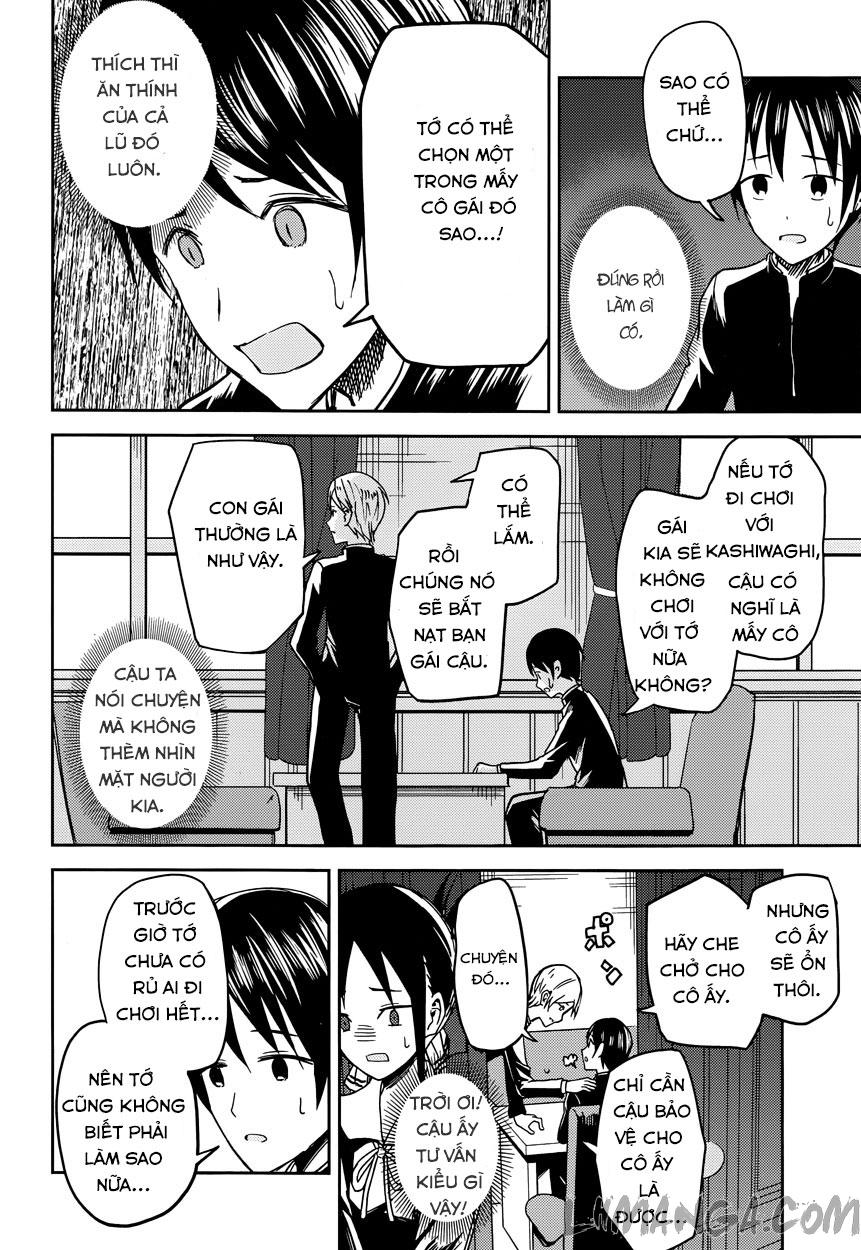 SAO CÓ
THỂ
CHỨ...
ĐÚNG RỒI
LÀM GÌ
CÓ.
TỚ CÓ THỂ
CHỌN MỘT
TRONG MẤY
CÔ GÁI ĐÓ
SAO...!
THÍCH THÌ
ĂN THÍNH
CỦA CẢ
LŨ ĐÓ
LUÔN.
NẾU TỚ
ĐI CHƠI
VỚI
KASHIWAGHI,
CẬU CÓ
NGHĨ LÀ
MẤY CÔ
GÁI
KIA SẼ
KHÔNG
CHƠI
VỚI TỚ
NỮA
KHÔNG?
CÓ
THỂ
LẮM.
RỒI
CHÚNG NÓ
SẼ BẮT
NẠT BẠN
GÁI CẬU.
CON GÁI
THƯỜNG LÀ
NHƯ VẬY.
CẬU TA
NÓI CHUYỆN
MÀ KHÔNG
THÈM NHÌN
MẶT NGƯỜI
KIA.
NHƯNG
CÔ ẤY
SẼ ỔN
THÔI.
HÃY CHE
CHỞ CHO
CÔ ẤY.
ポン
CHỈ CẦN
CẬU BẢO
VỆ CHO
CÔ ẤY
LÀ
ĐƯỢC...
CHUYỆN
ĐÓ...
TRỜI ƠI!
CẬU ẤY
TƯ VẤN
KIỂU GÌ
VẬY!
TRƯỚC
GIỜ TỚ
CHƯA CÓ
RỦ AI ĐI
CHƠI HẾT...
NÊN TỚ
CŨNG KHÔNG
BIẾT PHẢI
LÀM SAO
NỮA...
LHMANGA.COM